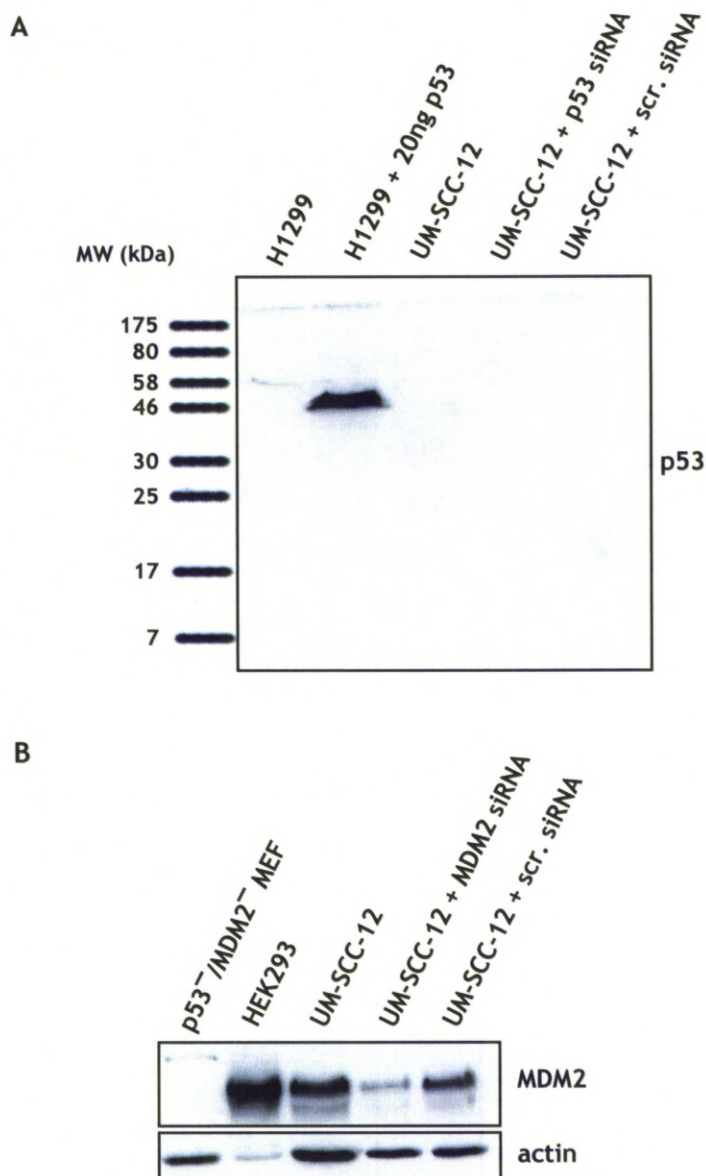 A
H1299
H1299 + 20ng p53
UM-SCC-12
UM-SCC-12 + p53 siRNA
UM-SCC-12 + scr. siRNA
MW (kDa)
175
80
58
46
30
25
17
7
p53
B
p53⁻/MDM2⁻ MEF
HEK293
UM-SCC-12
UM-SCC-12 + MDM2 siRNA
UM-SCC-12 + scr. siRNA
MDM2
actin